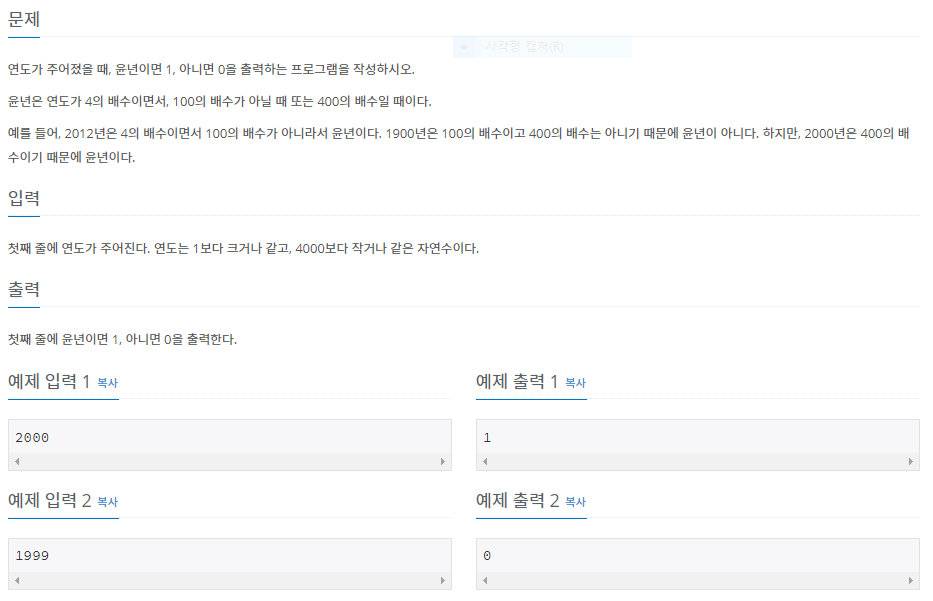 문제
사각형 캡처(R)
연도가 주어졌을 때, 윤년이면 1, 아니면 0을 출력하는 프로그램을 작성하시오.
윤년은 연도가 4의 배수이면서, 100의 배수가 아닐 때 또는 400의 배수일 때이다.
예를 들어, 2012년은 4의 배수이면서 100의 배수가 아니라서 윤년이다. 1900년은 100의 배수이고 400의 배수는 아니기 때문에 윤년이 아니다. 하지만, 2000년은 400의 배
수이기 때문에 윤년이다.
입력
첫째 줄에 연도가 주어진다. 연도는 1보다 크거나 같고, 4000보다 작거나 같은 자연수이다.
출력
첫째 줄에 윤년이면 1, 아니면 0을 출력한다.
예제 입력 1 복사
2000
예제 출력 1 복사
1
예제 입력 2 복사
1999
예제 출력 2 복사
0